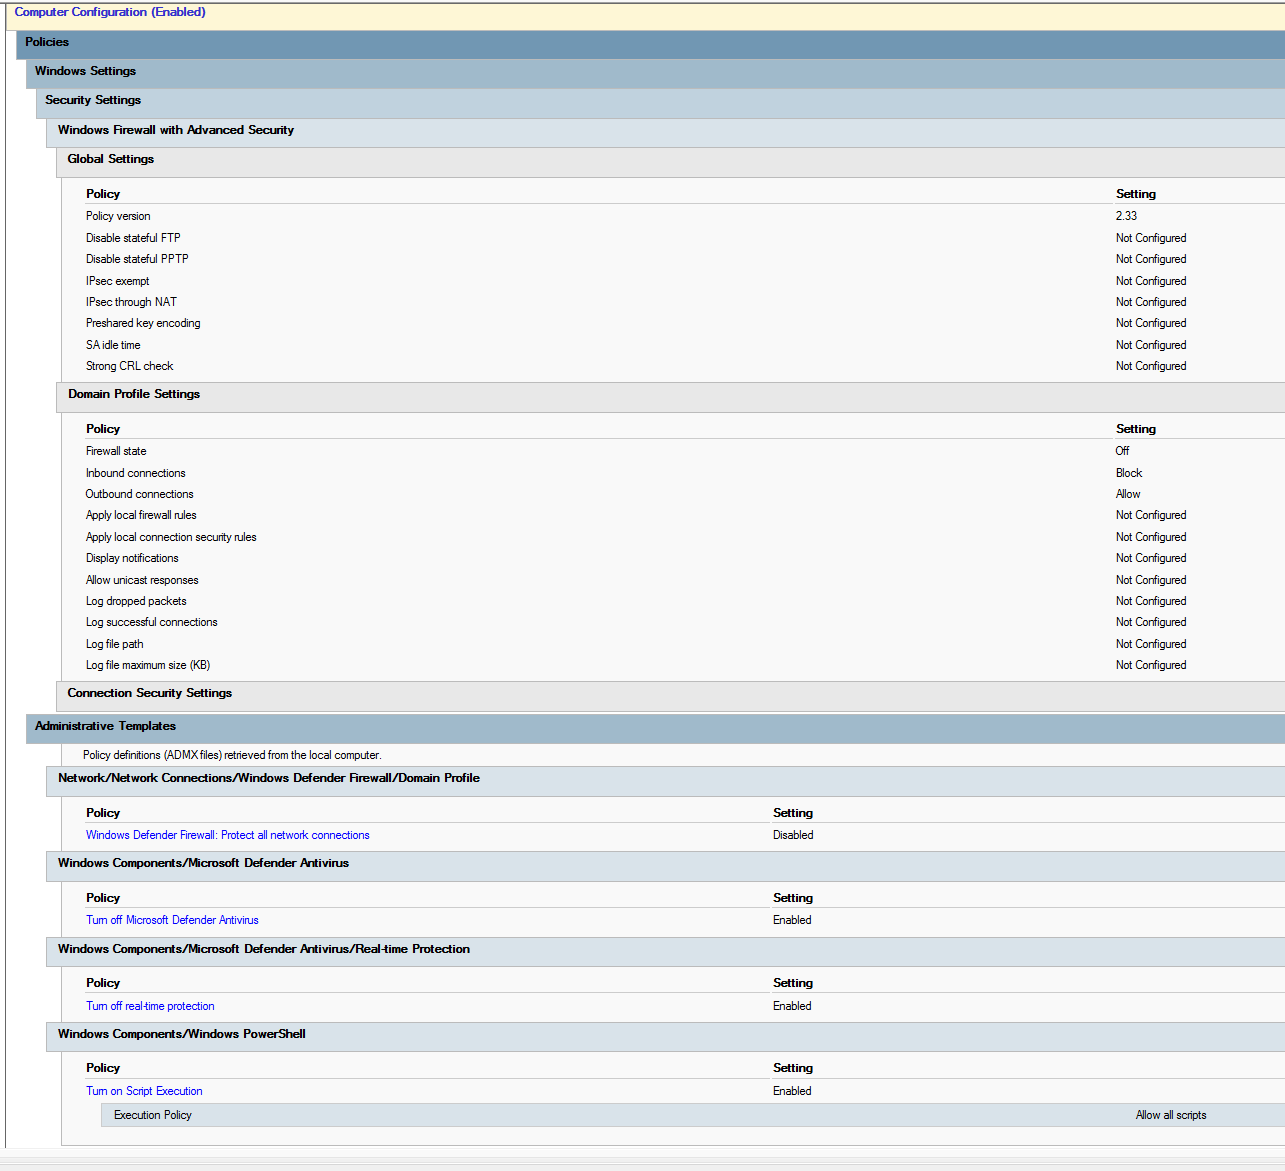 Computer Configuration (Enabled)
Policies
Windows Settings
Security Settings
Windows Firewall with Advanced Security
Global Settings
Policy Setting
Policy version 2.33
Disable stateful FTP Not Configured
Disable stateful PPTP Not Configured
IPsec exempt Not Configured
IPsec through NAT Not Configured
Preshared key encoding Not Configured
SA idle time Not Configured
Strong CRL check Not Configured
Domain Profile Settings
Policy Setting
Firewall state Off
Inbound connections Block
Outbound connections Allow
Apply local firewall rules Not Configured
Apply local connection security rules Not Configured
Display notifications Not Configured
Allow unicast responses Not Configured
Log dropped packets Not Configured
Log successful connections Not Configured
Log file path Not Configured
Log file maximum size (KB) Not Configured
Connection Security Settings
Administrative Templates
Policy definitions (ADMX files) retrieved from the local computer.
Network/Network Connections/Windows Defender Firewall/Domain Profile
Policy Setting
Windows Defender Firewall: Protect all network connections Disabled
Windows Components/Microsoft Defender Antivirus
Policy Setting
Turn off Microsoft Defender Antivirus Enabled
Windows Components/Microsoft Defender Antivirus/Real-time Protection
Policy Setting
Turn off real-time protection Enabled
Windows Components/Windows PowerShell
Policy Setting
Turn on Script Execution Enabled
Execution Policy Allow all scripts